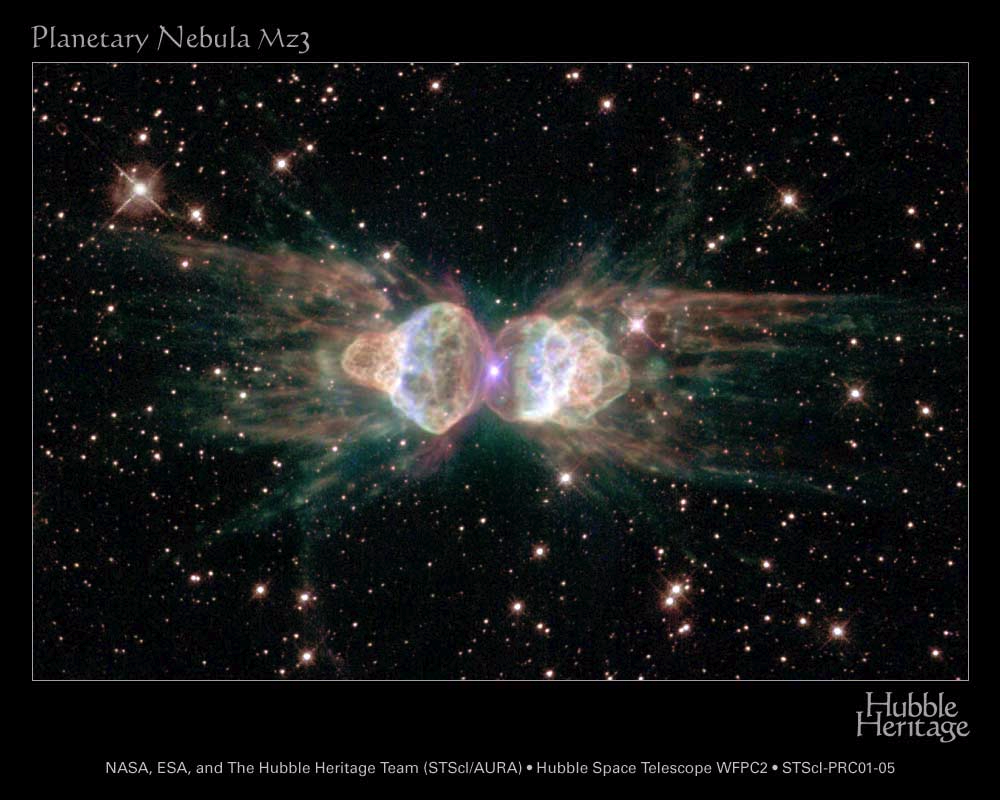 Planetary Nebula Mz3
Hubble
Heritage
NASA, ESA, and The Hubble Heritage Team (STScI/AURA) • Hubble Space Telescope WFPC2 • STScI-PRC01-05